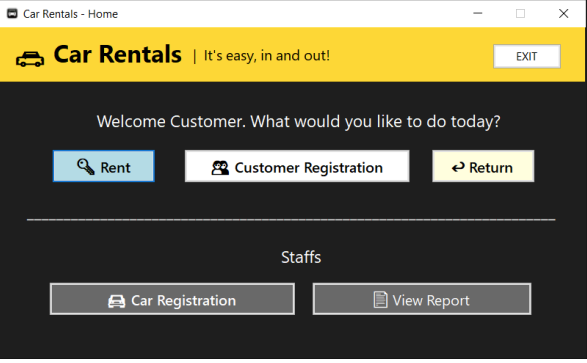 Car Rentals - Home
Car Rentals | It's easy, in and out!
EXIT
Welcome Customer. What would you like to do today?
Rent
Customer Registration
Return
Staffs
Car Registration
View Report